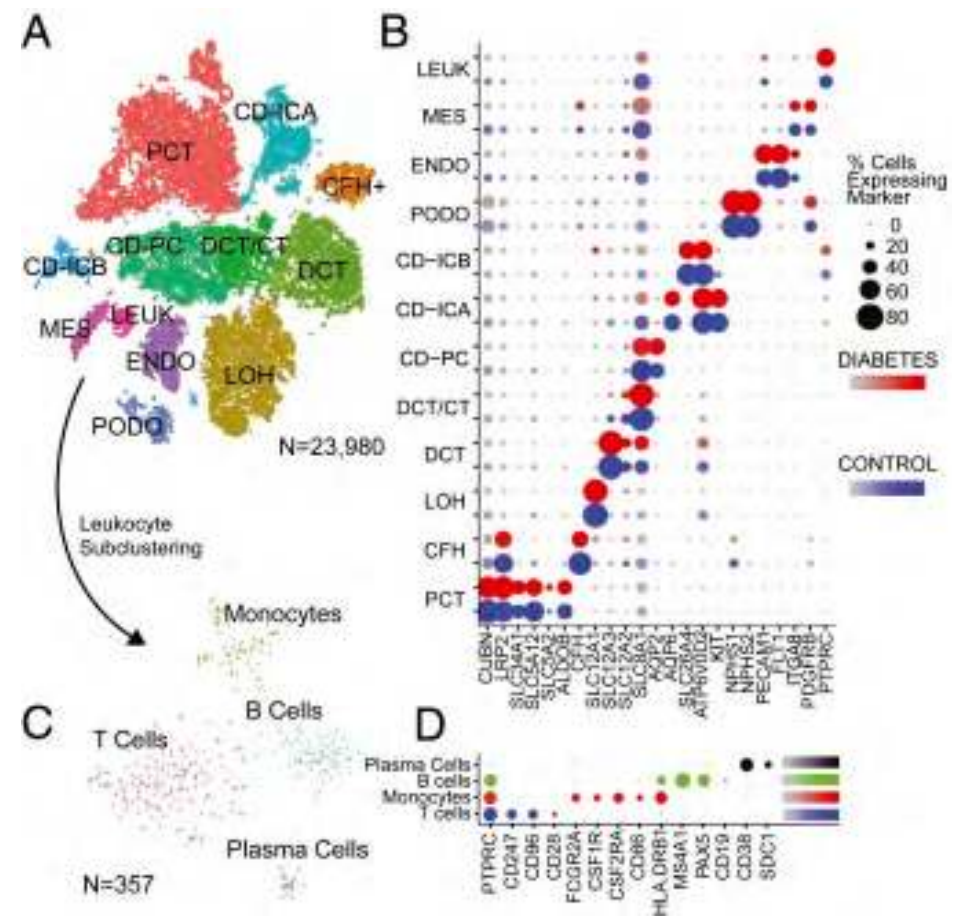 A
PCT
CD-ICA
CFH+
CD-PC
DCT/CT
CD-ICB
DCT
MES
LEUK
ENDO
LOH
PODO
N=23,980
Leukocyte
Subclustering
B
LEUK
MES
ENDO
PODO
CD-ICB
CD-ICA
CD-PC
DCT/CT
DCT
LOH
CFH
PCT
CUBN
LRP2
SLC34A1
SLC5A12
SLC5A2
ALDOB
CFH
SLC12A1
SLC12A3
SLC12A2
SLC8A1
AQP2
AQP6
SLC26A4
ATP6V0D2
KIT
NPHS1
NPHS2
PECAM1
FLT1
ITGA8
PDGFRB
PTPRC
% Cells
Expressing
Marker
0
20
40
60
80
DIABETES
CONTROL
C
Monocytes
B Cells
T Cells
Plasma Cells
N=357
D
Plasma Cells
B cells
Monocytes
T cells
PTPRC
CD247
CD96
CD28
FCGR2A
CSF1R
CSF2RA
CD86
HLA.DRB1
MS4A1
PAX5
CD19
CD38
SDC1